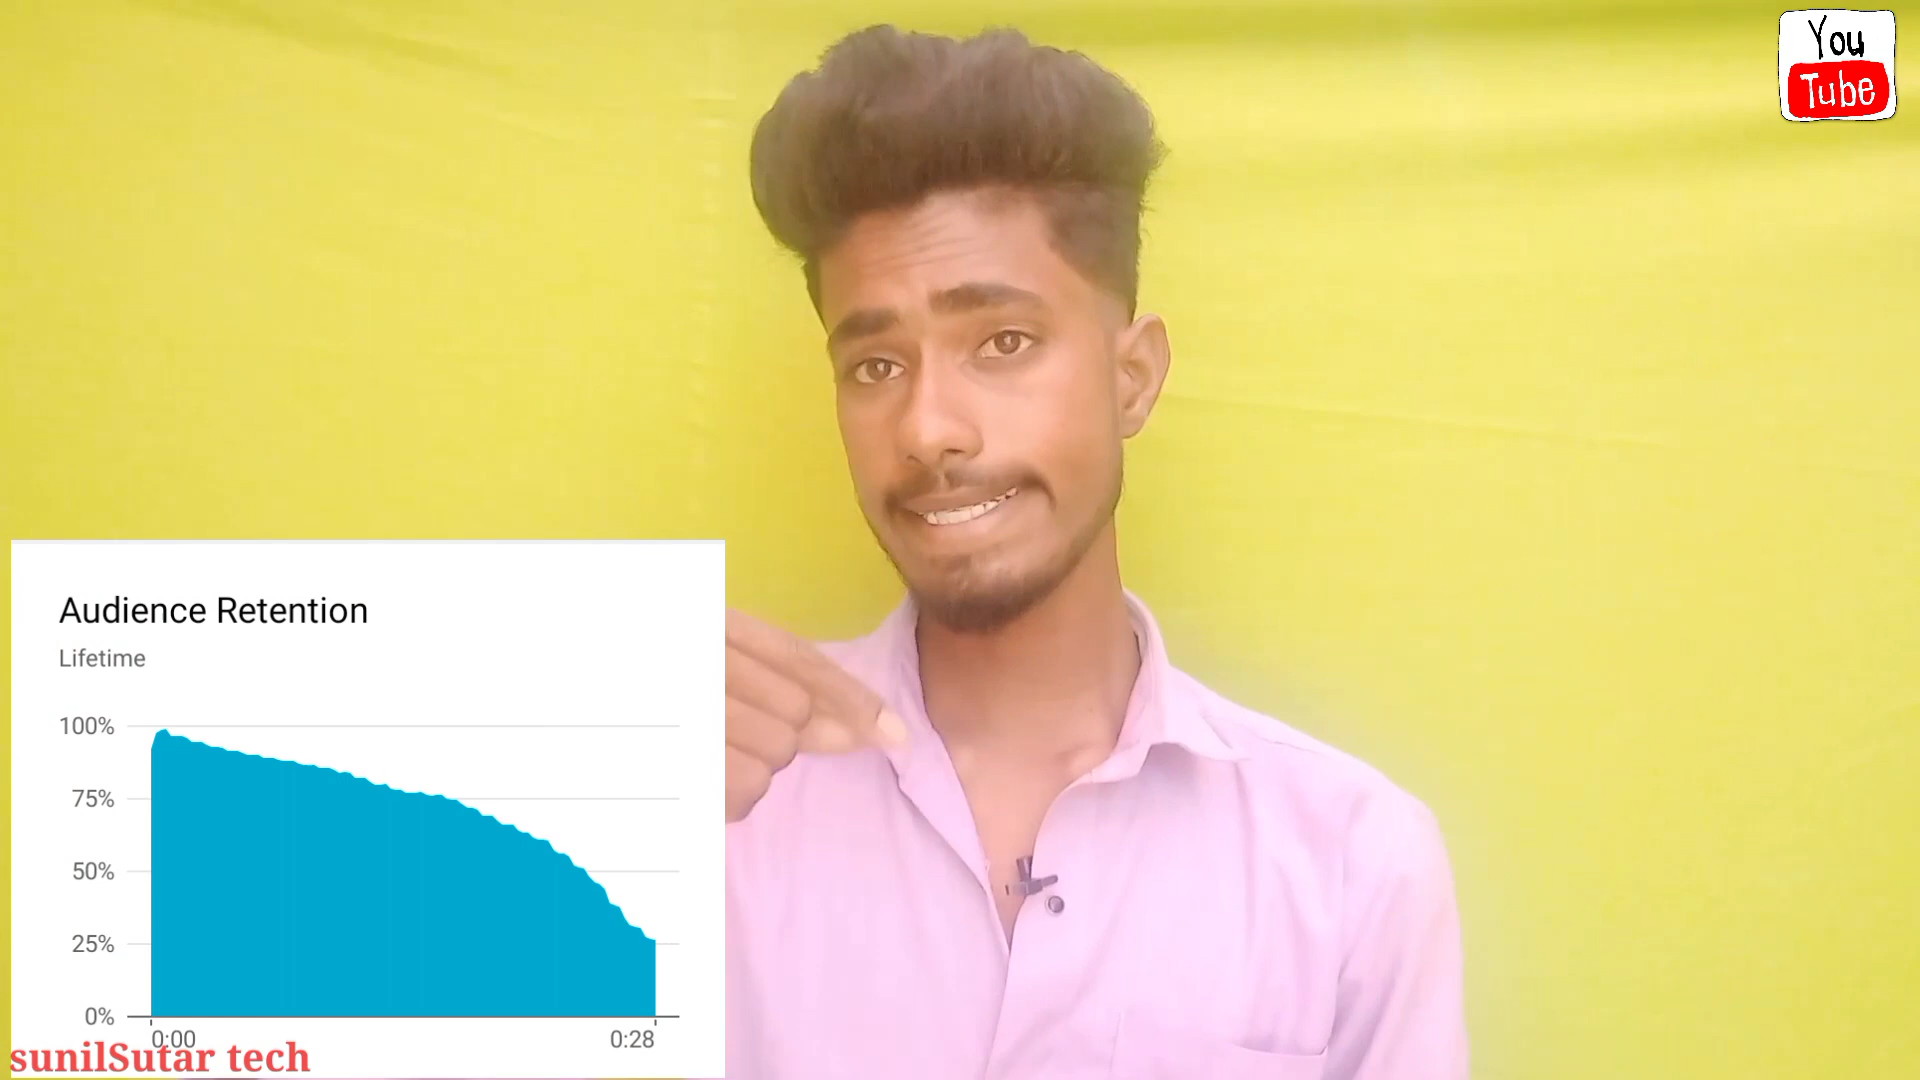 You
Tube
Audience Retention
Lifetime
100%
75%
50%
25%
0%
0:00 0:28
sunilSutar tech